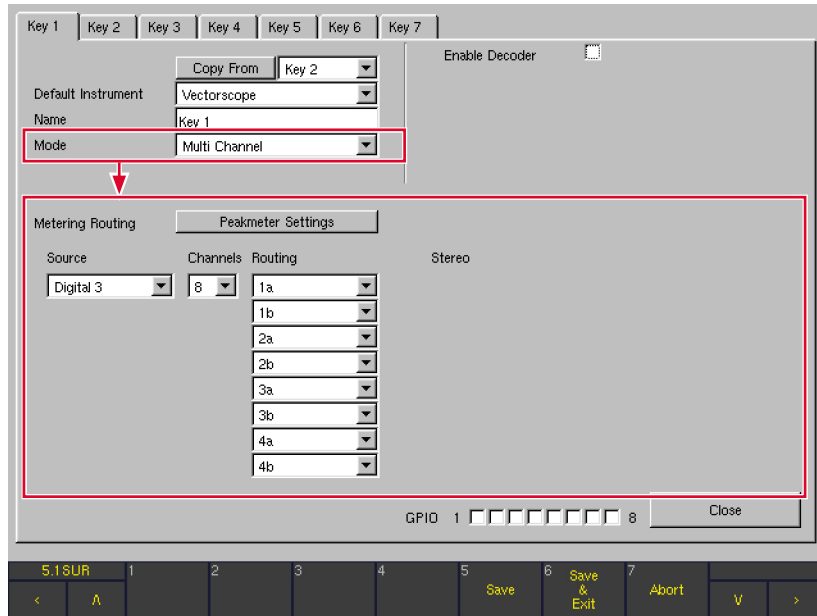 Key 1 Key 2 Key 3 Key 4 Key 5 Key 6 Key 7
Copy From Key 2
Enable Decoder
Default Instrument Vectorscope
Name Key 1
Mode Multi Channel
Metering Routing Peakmeter Settings
Source Channels Routing Stereo
Digital 3 8 1a
1b
2a
2b
3a
3b
4a
4b
GPIO 1 8 Close
5.1SUR 1 2 3 4 5 6 7
Save Save & Exit Abort
< Λ V >